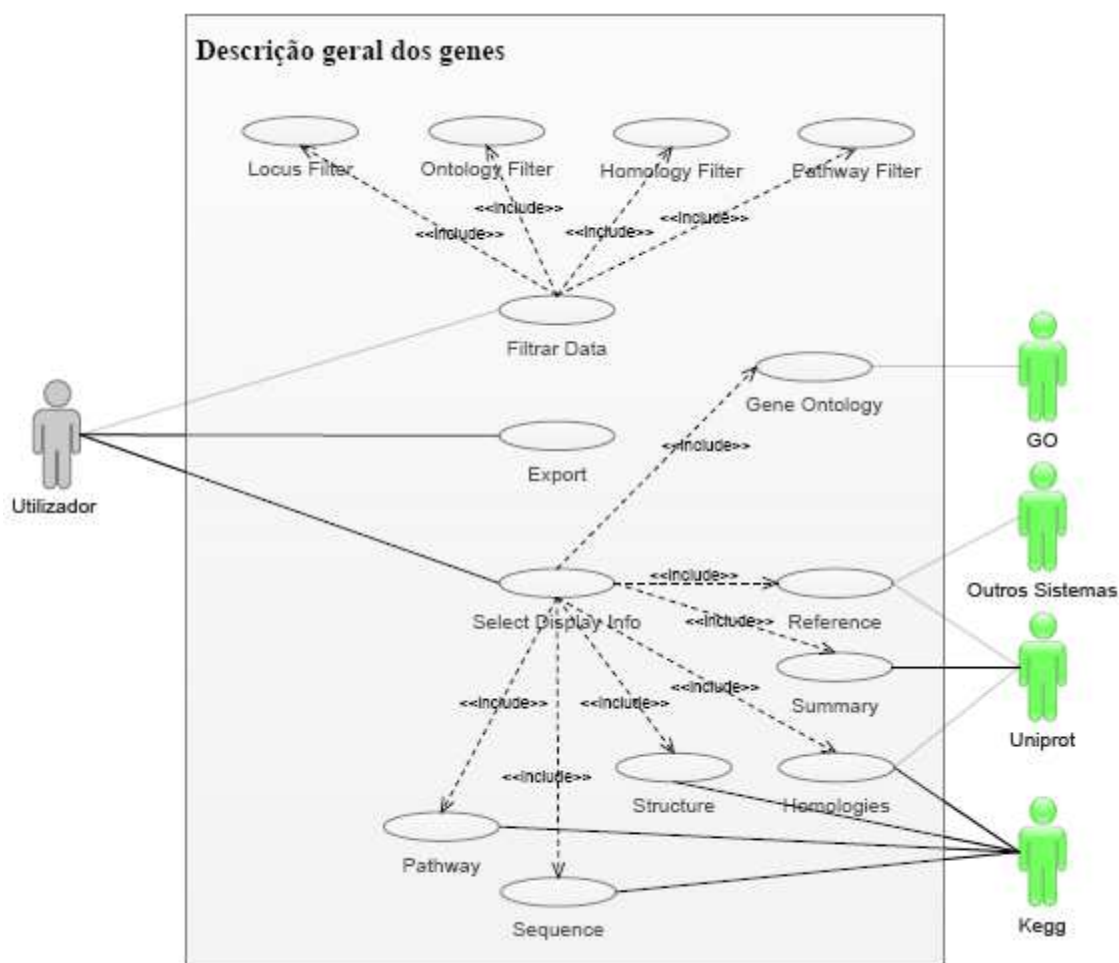 Descrição geral dos genes
Locus Filter
Ontology Filter
Homology Filter
Pathway Filter
<<Include>>
<<Include>>
<<Include>>
<<Include>>
Filtrar Data
Gene Ontology
GO
Utilizador
Export
<<Include>>
Outros Sistemas
<<Include>>
Select Display Info
Reference
<<Include>>
Summary
Uniprot
<<Include>>
<<Include>>
<<Include>>
<<Include>>
Structure
Homologies
Pathway
Sequence
Kegg